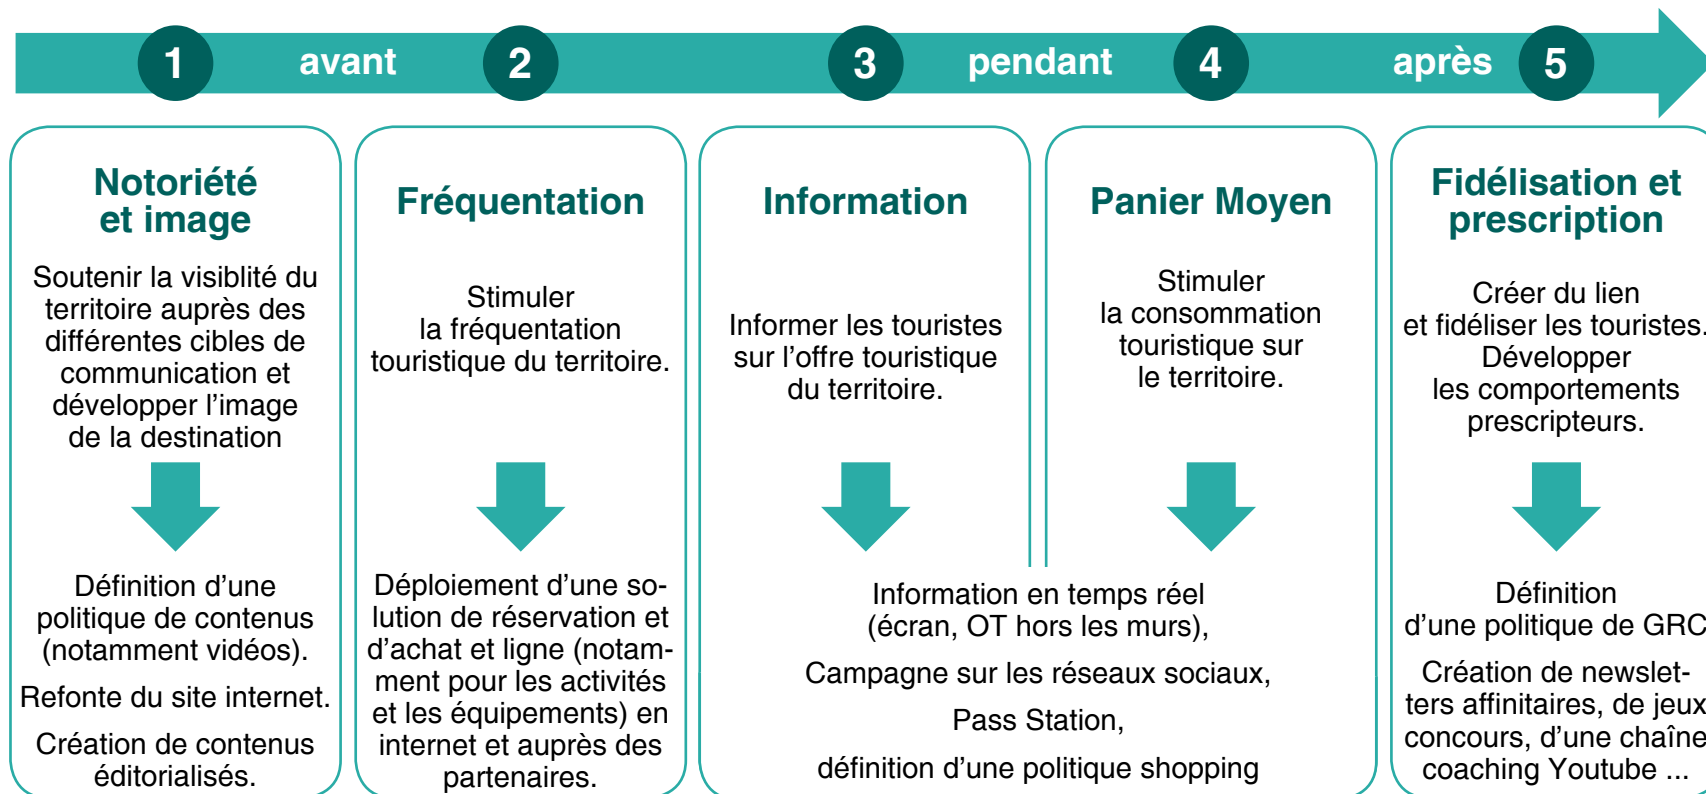 1 avant 2 3 pendant 4 après 5
Notoriété
et image
Soutenir la visiblité du
territoire auprès des
différentes cibles de
communication et
développer l’image
de la destination
Définition d’une
politique de contenus
(notamment vidéos).
Refonte du site internet.
Création de contenus
éditorialisés.
Fréquentation
Stimuler
la fréquentation
touristique du territoire.
Déploiement d’une so-
lution de réservation et
d’achat et ligne (notam-
ment pour les activités
et les équipements) en
internet et auprès des
partenaires.
Information
Informer les touristes
sur l’offre touristique
du territoire.
Panier Moyen
Stimuler
la consommation
touristique sur
le territoire.
Information en temps réel
(écran, OT hors les murs),
Campagne sur les réseaux sociaux,
Pass Station,
définition d’une politique shopping
Fidélisation et
prescription
Créer du lien
et fidéliser les touristes.
Développer
les comportements
prescripteurs.
Définition
d’une politique de GRC
Création de newslet-
ters affinitaires, de jeux
concours, d’une chaîne
coaching Youtube ...